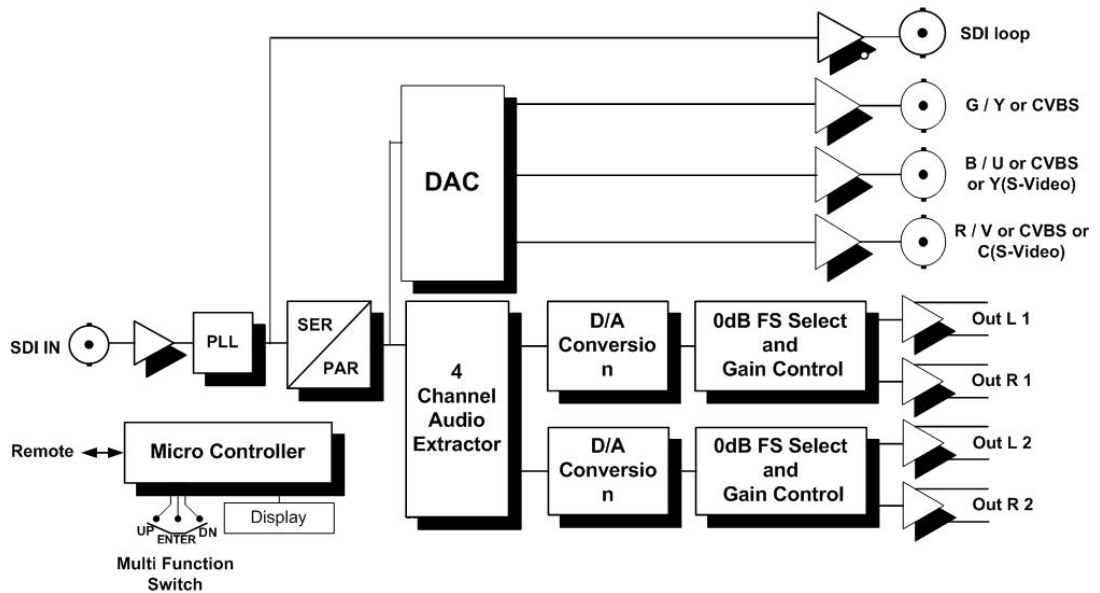 SDI loop
G / Y or CVBS
DAC
B / U or CVBS
or Y(S-Video)
R / V or CVBS or
C(S-Video)
SDI IN
PLL
SER
PAR
4
Channel
Audio
Extractor
D/A
Conversio
n
0dB FS Select
and
Gain Control
Out L 1
Out R 1
Remote
Micro Controller
D/A
Conversio
n
0dB FS Select
and
Gain Control
Out L 2
Out R 2
UP
ENTER
DN
Display
Multi Function
Switch